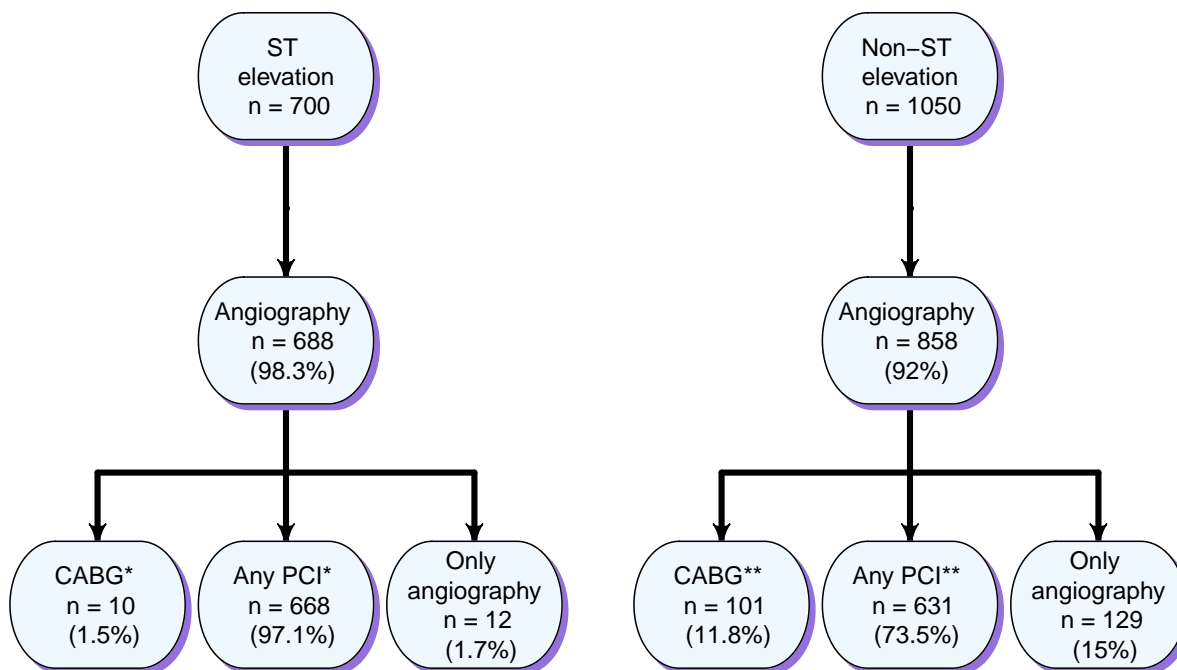 ST
elevation
n = 700
Non−ST
elevation
n = 1050
Angiography
n = 688
(98.3%)
Angiography
n = 858
(92%)
CABG*
n = 10
(1.5%)
Any PCI*
n = 668
(97.1%)
Only
angiography
n = 12
(1.7%)
CABG**
n = 101
(11.8%)
Any PCI**
n = 631
(73.5%)
Only
angiography
n = 129
(15%)